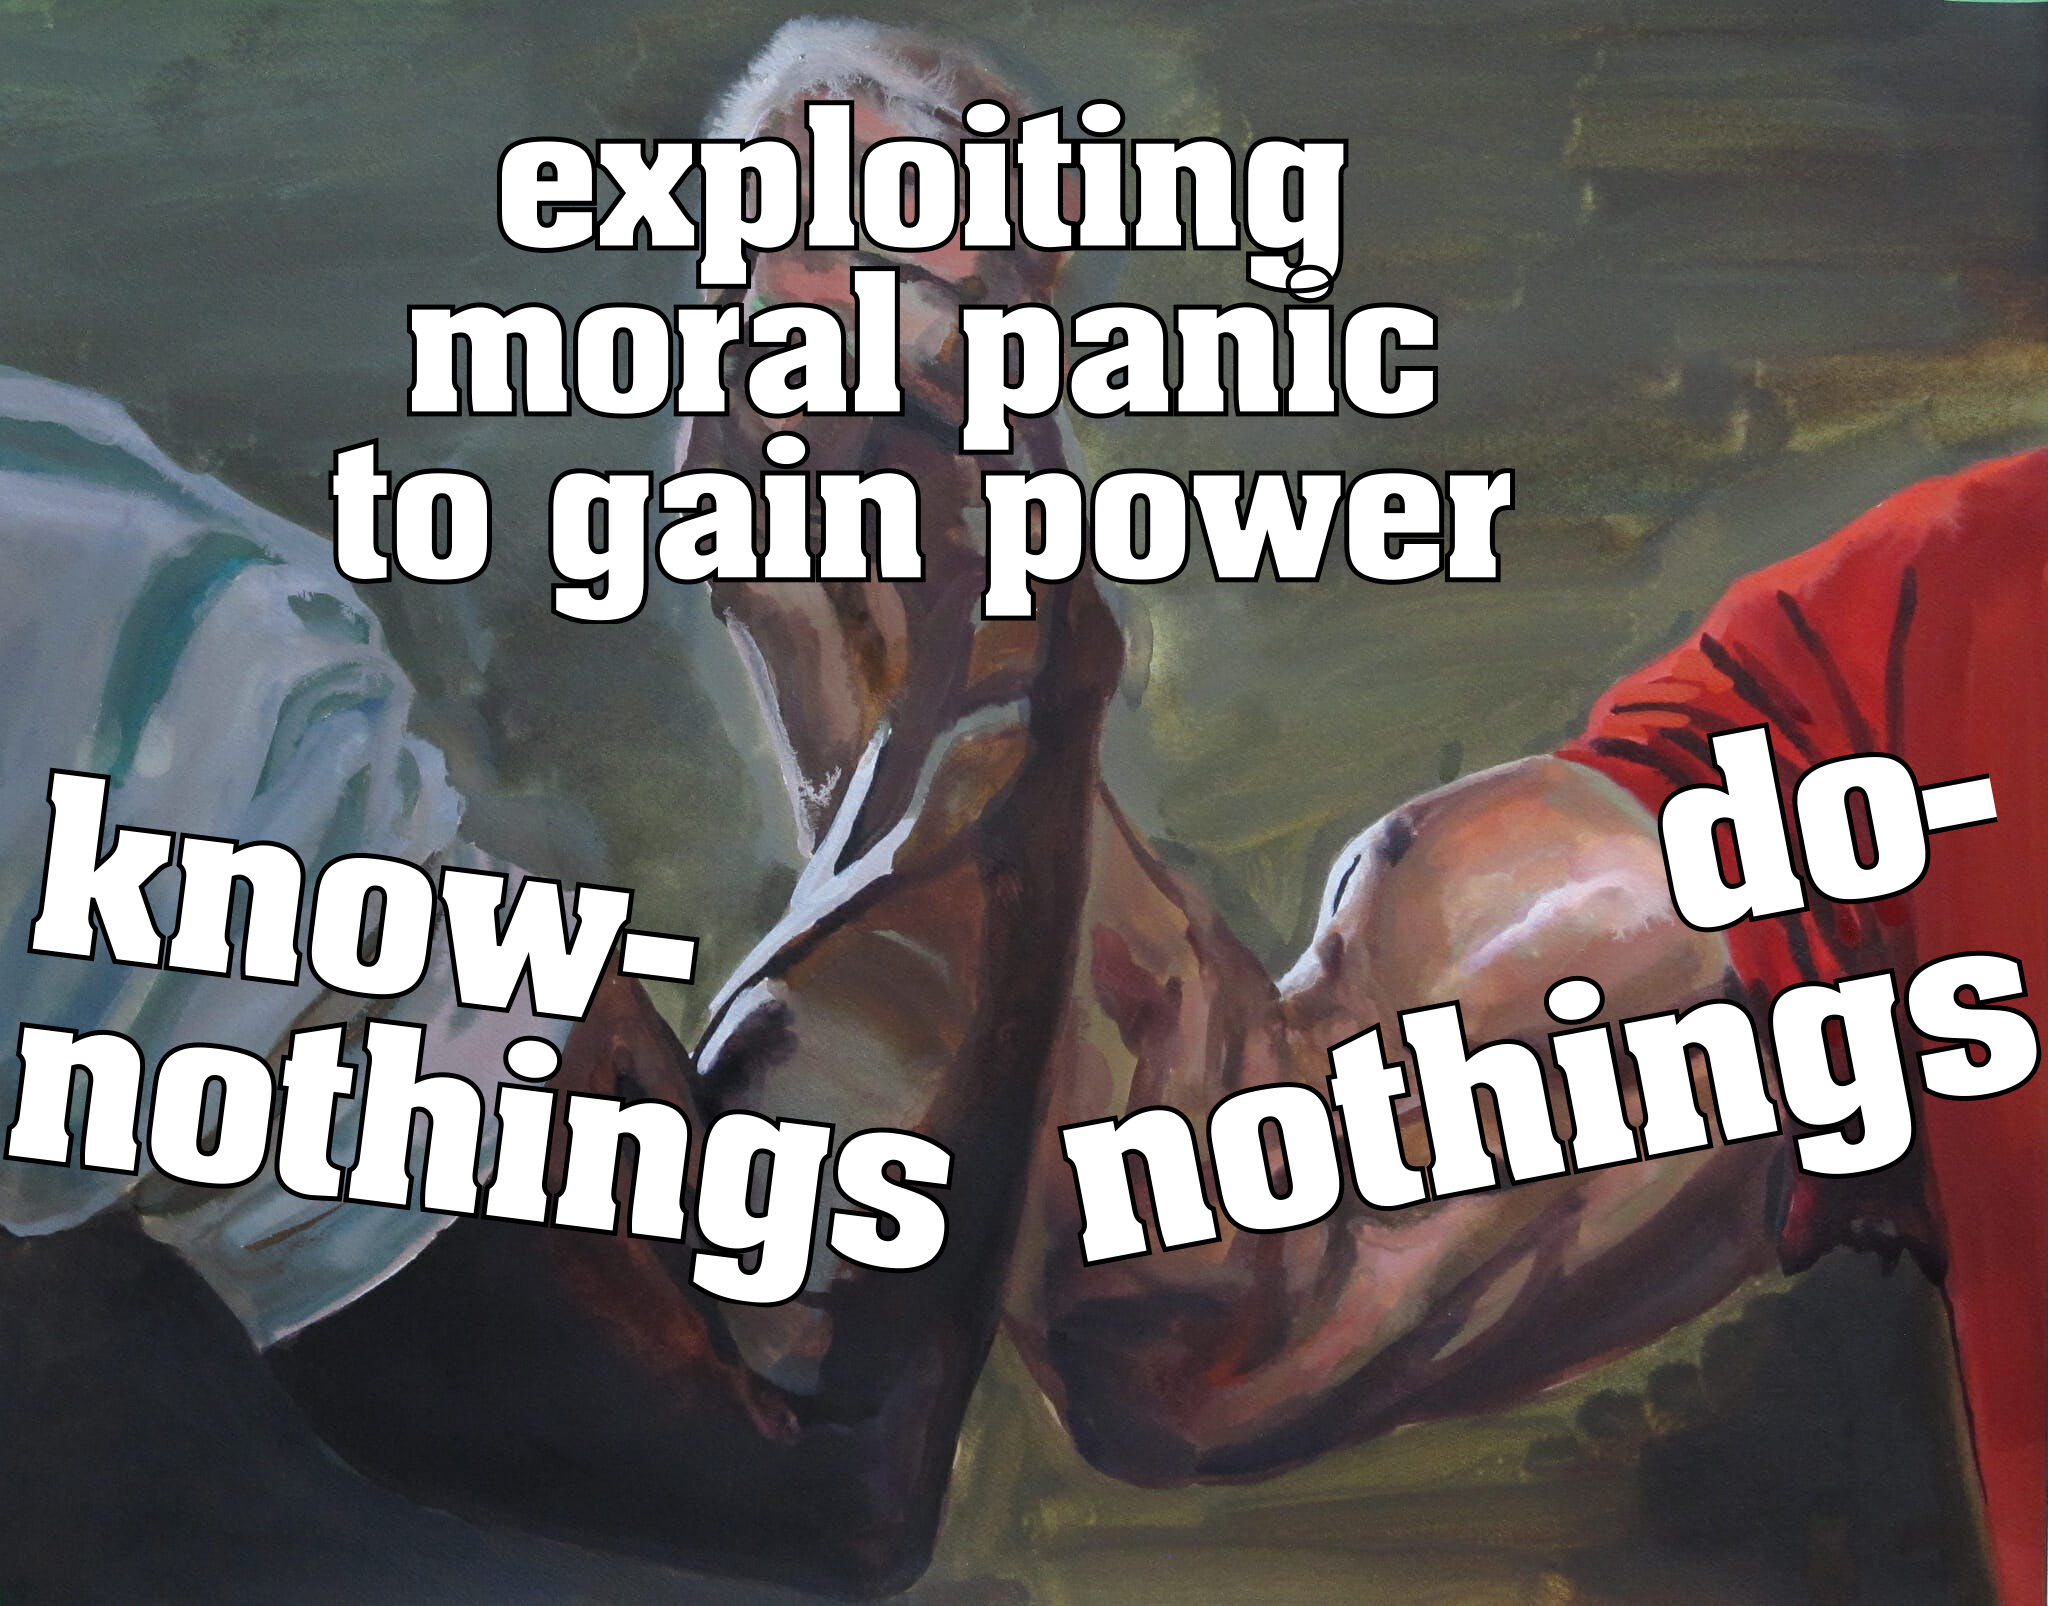 exploiting
moral panic
to gain power
know-
nothings
do-
nothings